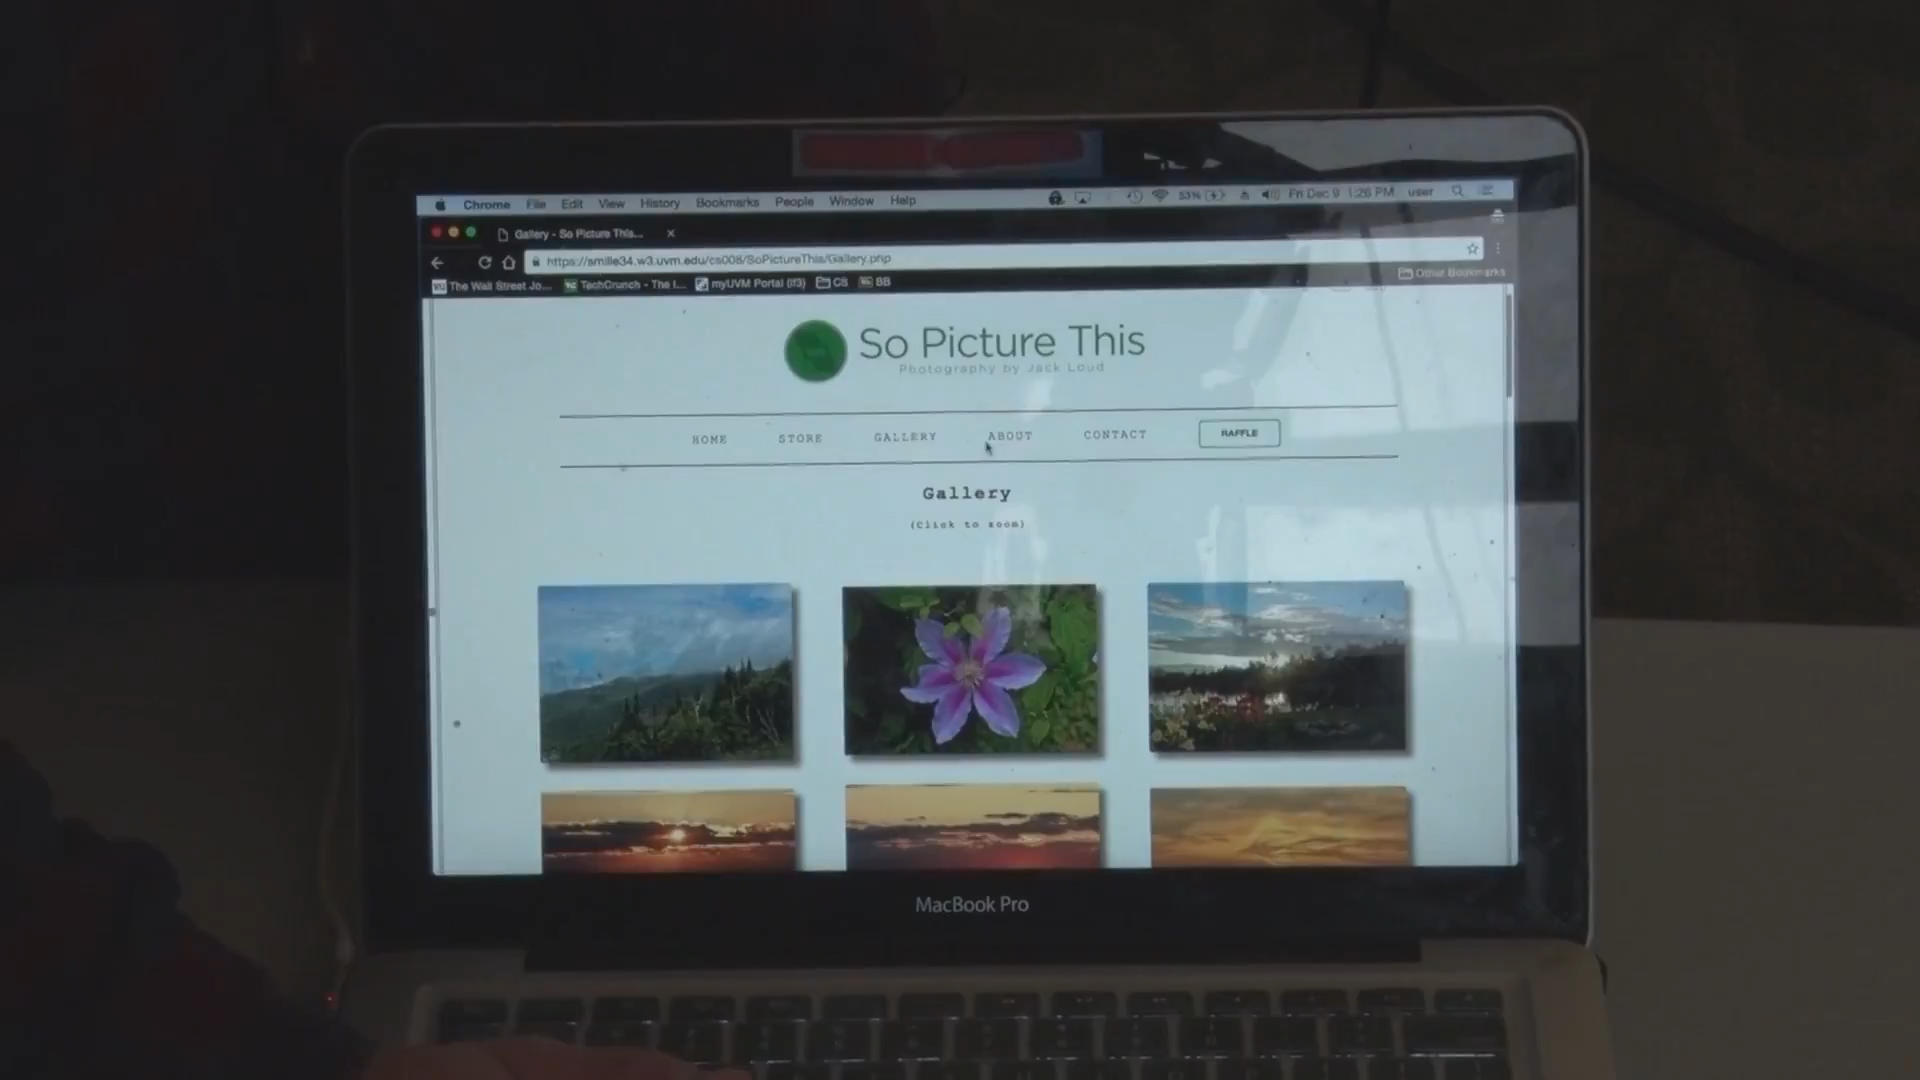 Chrome File Edit View History Bookmarks People Window Help 53% Fri Dec 9 1:26 PM user
Gallery - So Picture This...
https://smille34.w3.uvm.edu/cs008/SoPictureThis/Gallery.php
The Wall Street Jo... TechCrunch - The l... myUVM Portal (lf3) CS BB Other Bookmarks
So Picture This
Photography by Jack Loud
HOME STORE GALLERY ABOUT CONTACT RAFFLE
Gallery
(Click to zoom)
MacBook Pro